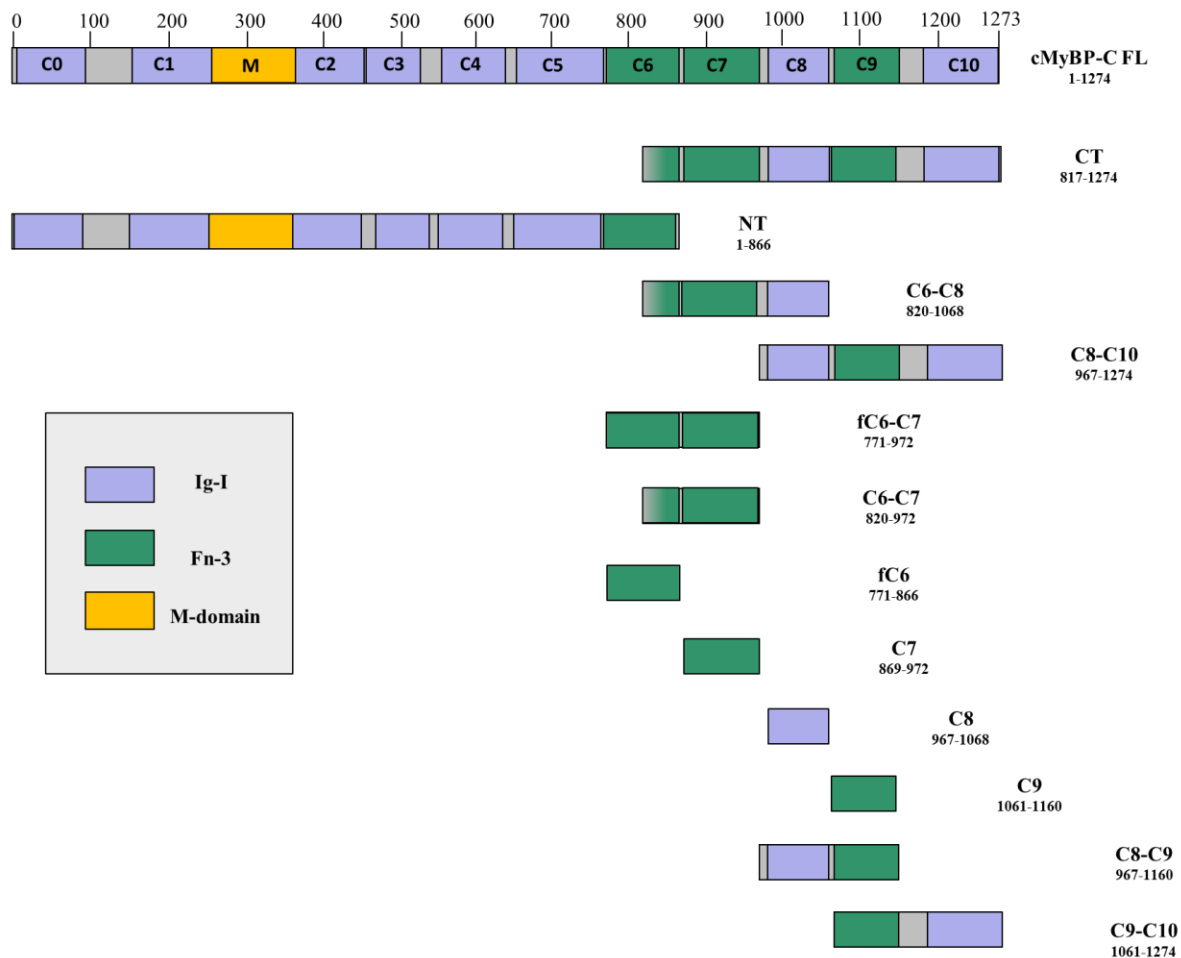 0 100 200 300 400 500 600 700 800 900 1000 1100 1200 1273
C0 C1 M C2 C3 C4 C5 C6 C7 C8 C9 C10
cMyBP-C FL
1-1274
CT
817-1274
NT
1-866
C6-C8
820-1068
C8-C10
967-1274
fC6-C7
771-972
C6-C7
820-972
fC6
771-866
C7
869-972
C8
967-1068
C9
1061-1160
C8-C9
967-1160
C9-C10
1061-1274
Ig-I
Fn-3
M-domain